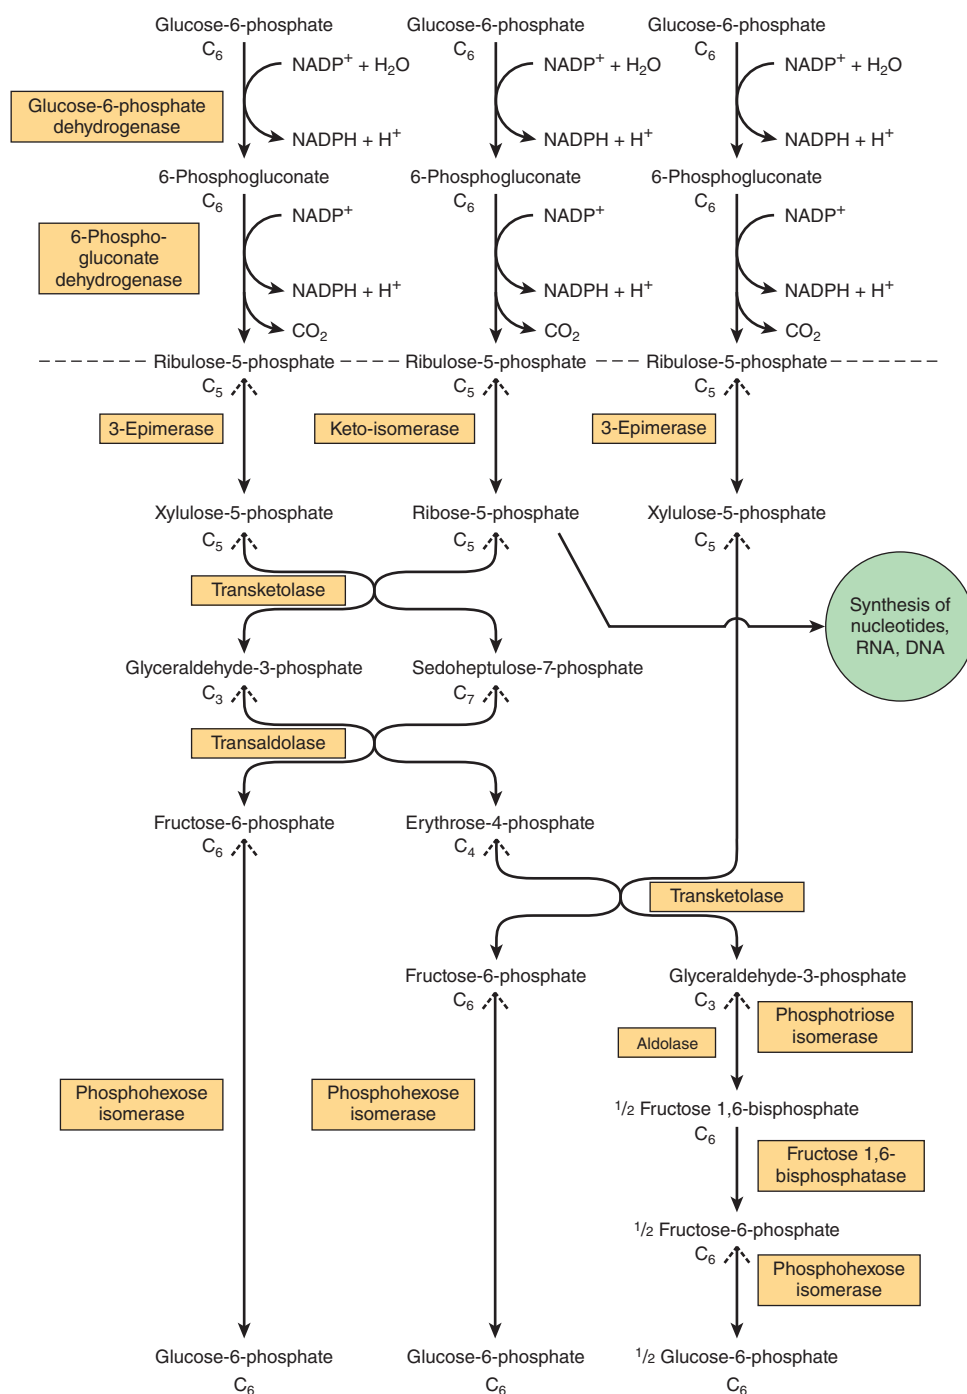 Glucose-6-phosphate Glucose-6-phosphate Glucose-6-phosphate
C6 C6 C6
NADP+ + H2O NADP+ + H2O NADP+ + H2O
Glucose-6-phosphate
dehydrogenase
NADPH + H+ NADPH + H+ NADPH + H+
6-Phosphogluconate 6-Phosphogluconate 6-Phosphogluconate
C6 C6 C6
NADP+ NADP+ NADP+
6-Phospho-
gluconate
dehydrogenase
NADPH + H+ NADPH + H+ NADPH + H+
CO2 CO2 CO2
Ribulose-5-phosphate Ribulose-5-phosphate Ribulose-5-phosphate
C5 C5 C5
3-Epimerase Keto-isomerase 3-Epimerase
Xylulose-5-phosphate Ribose-5-phosphate Xylulose-5-phosphate
C5 C5 C5
Transketolase
Synthesis of
nucleotides,
RNA, DNA
Glyceraldehyde-3-phosphate Sedoheptulose-7-phosphate
C3 C7
Transaldolase
Fructose-6-phosphate Erythrose-4-phosphate
C6 C4
Transketolase
Fructose-6-phosphate Glyceraldehyde-3-phosphate
C6 C3
Phosphotriose
isomerase
Aldolase
Phosphohexose
isomerase
Phosphohexose
isomerase
1/2 Fructose 1,6-bisphosphate
C6
Fructose 1,6-
bisphosphatase
1/2 Fructose-6-phosphate
C6
Phosphohexose
isomerase
Glucose-6-phosphate Glucose-6-phosphate 1/2 Glucose-6-phosphate
C6 C6 C6